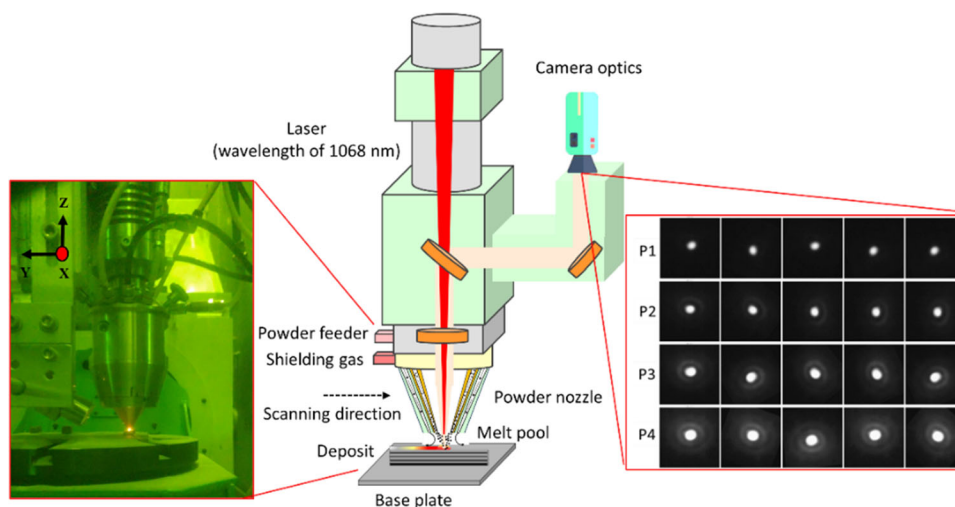 Camera optics
Laser
(wavelength of 1068 nm)
Z
Y
X
P1
P2
P3
P4
Powder feeder
Shielding gas
Scanning direction
Powder nozzle
Melt pool
Deposit
Base plate